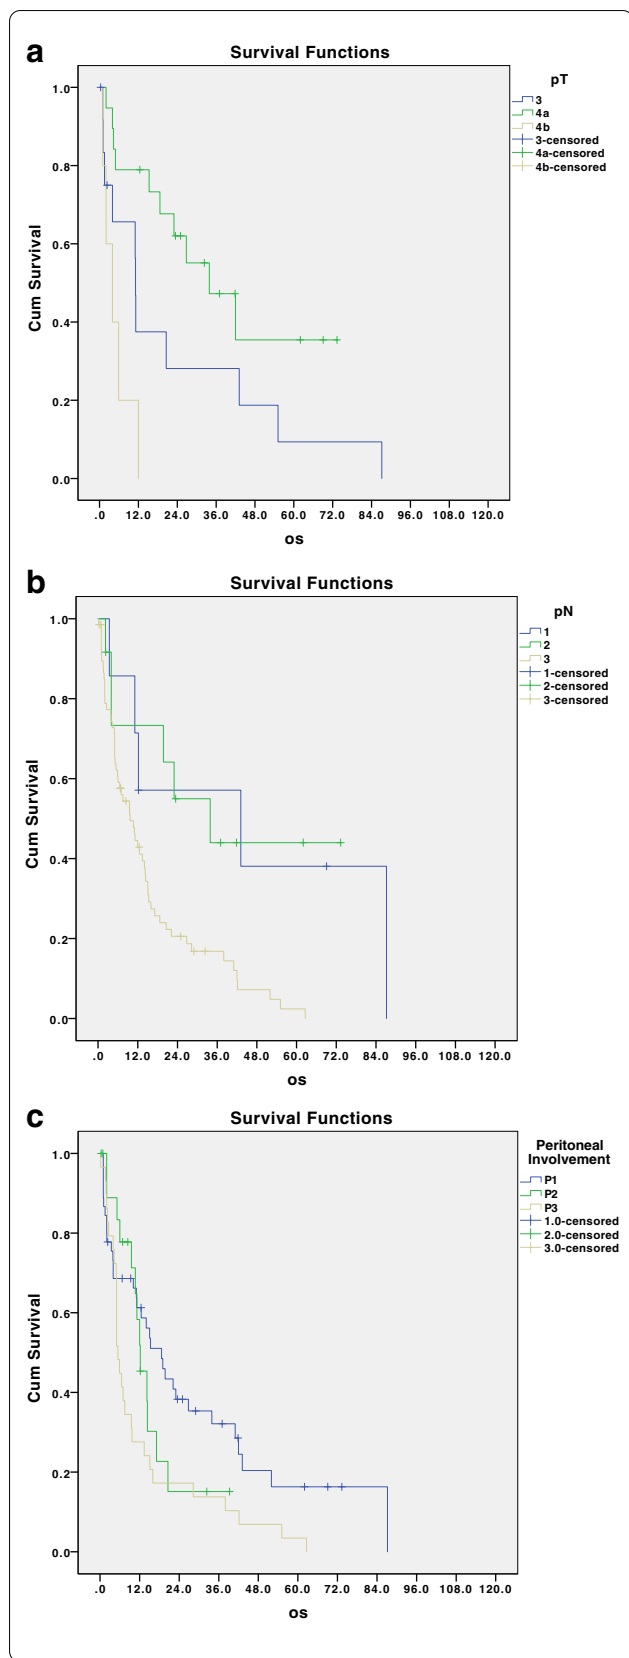 a
Survival Functions
pT
3
4a
4b
3-censored
4a-censored
4b-censored
1.0
0.8
0.6
0.4
0.2
0.0
Cum Survival
.0 12.0 24.0 36.0 48.0 60.0 72.0 84.0 96.0 108.0 120.0
os
b
Survival Functions
pN
1
2
3
1-censored
2-censored
3-censored
1.0
0.8
0.6
0.4
0.2
0.0
Cum Survival
.0 12.0 24.0 36.0 48.0 60.0 72.0 84.0 96.0 108.0 120.0
os
c
Survival Functions
Peritoneal
Involvement
P1
P2
P3
1.0-censored
2.0-censored
3.0-censored
1.0
0.8
0.6
0.4
0.2
0.0
Cum Survival
.0 12.0 24.0 36.0 48.0 60.0 72.0 84.0 96.0 108.0 120.0
os